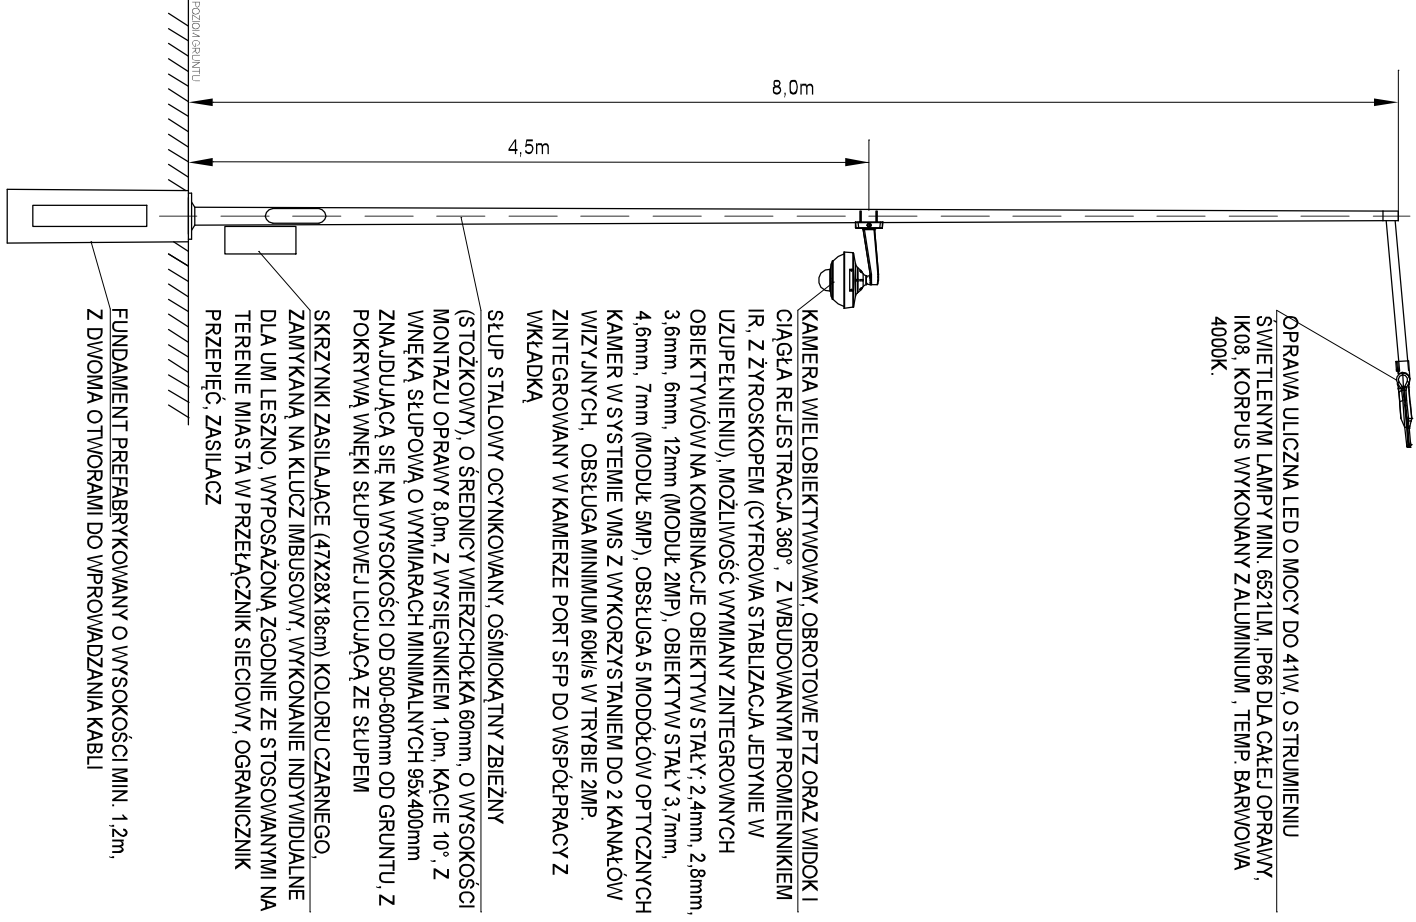 POZIOM GRUNTU
8,0m
4,5m
OPRAWA ULICZNA LED O MOCY DO 41W, O STRUMIENIU
ŚWIETLENYM LAMPY MIN. 6521LM, IP66 DLA CAŁEJ OPRAWY,
IK08, KORPUS WYKONANY Z ALUMINIUM , TEMP. BARWOWA
4000K.
KAMERA WIELOBIEKTYWOWAY, OBROTOWE PTZ ORAZ WIDOK I
CIĄGŁA REJESTRACJA 360°, Z WBUDOWANYM PROMIENNIKIEM
IR, Z ŻYROSKOPEM (CYFROWA STABLIZACJA JEDYNIE W
UZUPEŁNIENIU), MOŻLIWOŚĆ WYMIANY ZINTEGROWNYCH
OBIEKTYWÓW NA KOMBINACJE OBIEKTYW STAŁY; 2,4mm, 2,8mm,
3,6mm, 6mm, 12mm (MODUŁ 2MP), OBIEKTYW STAŁY 3,7mm,
4,6mm, 7mm (MODUŁ 5MP), OBSŁUGA 5 MODÓŁÓW OPTYCZNYCH
KAMER W SYSTEMIE VMS Z WYKORZYSTANIEM DO 2 KANAŁÓW
WIZYJNYCH, OBSŁUGA MINIMUM 60kl/s W TRYBIE 2MP.
ZINTEGROWANY W KAMERZE PORT SFP DO WSPÓŁPRACY Z
WKŁADKĄ
SŁUP STALOWY OCYNKOWANY, OŚMIOKĄTNY ZBIEŻNY
(STOŻKOWY), O ŚREDNICY WIERZCHOŁKA 60mm, O WYSOKOŚCI
MONTAZU OPRAWY 8,0m, Z WYSIĘGNIKIEM 1,0m, KĄCIE 10°, Z
WNĘKĄ SŁUPOWĄ O WYMIARACH MINIMALNYCH 95x400mm
ZNAJDUJĄCĄ SIĘ NA WYSOKOŚCI OD 500-600mm OD GRUNTU, Z
POKRYWĄ WNĘKI SŁUPOWEJ LICUJĄCĄ ZE SŁUPEM
SKRZYNKI ZASILAJĄCE (47X28X18cm) KOLORU CZARNEGO,
ZAMYKANĄ NA KLUCZ IMBUSOWY, WYKONANIE INDYWIDUALNE
DLA UM LESZNO, WYPOSAŻONĄ ZGODNIE ZE STOSOWANYMI NA
TERENIE MIASTA W PRZEŁĄCZNIK SIECIOWY, OGRANICZNIK
PRZEPIĘĆ, ZASILACZ
FUNDAMENT PREFABRYKOWANY O WYSOKOŚCI MIN. 1,2m,
Z DWOMA OTWORAMI DO WPROWADZANIA KABLI